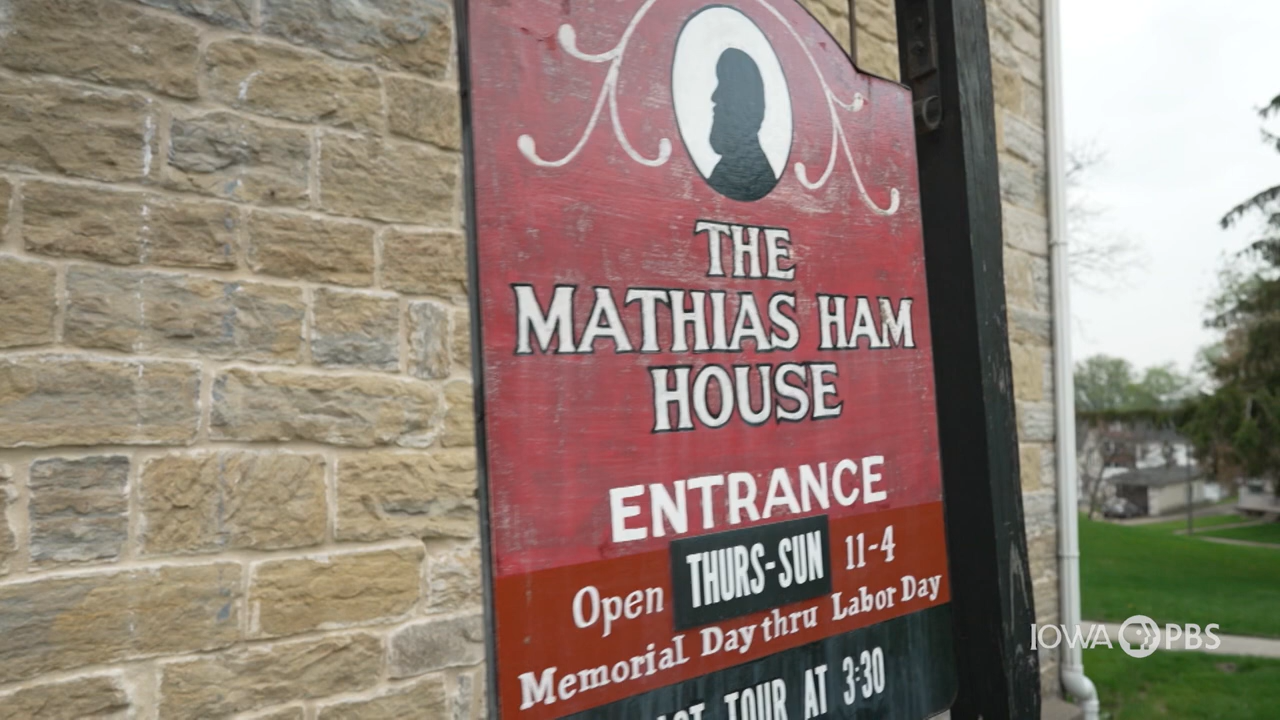 THE
MATHIAS HAM
HOUSE
ENTRANCE
Open THURS-SUN 11-4
Memorial Day thru Labor Day
TOUR AT 3:30
IOWA PBS